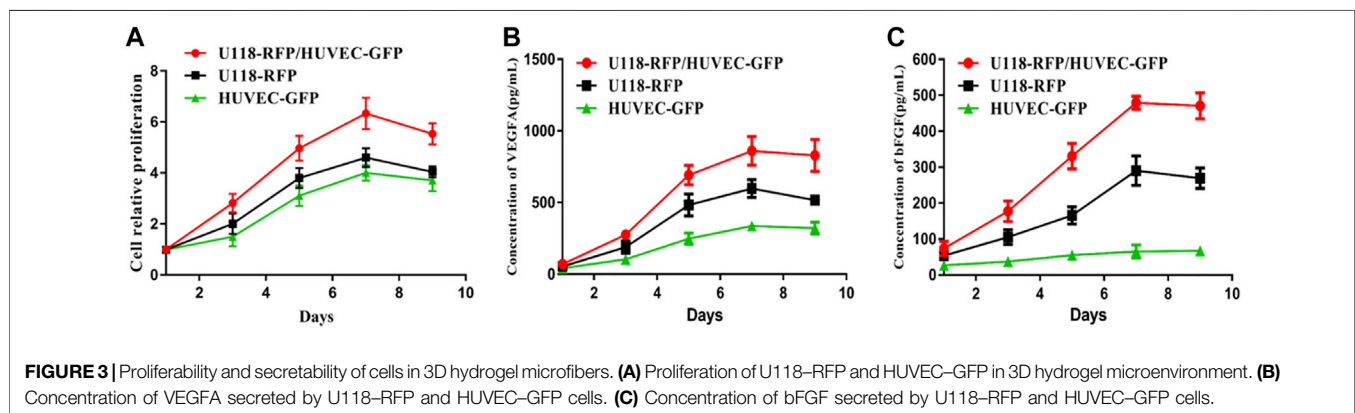 A
U118-RFP/HUVEC-GFP
U118-RFP
HUVEC-GFP
Cell relative proliferation
8
6
4
2
0
2 4 6 8 10
Days
B
U118-RFP/HUVEC-GFP
U118-RFP
HUVEC-GFP
Concentration of VEGFA(pg/mL)
1500
1000
500
0
2 4 6 8 10
Days
C
U118-RFP/HUVEC-GFP
U118-RFP
HUVEC-GFP
Concentration of bFGF(pg/mL)
600
500
400
300
200
100
0
2 4 6 8 10
Days
FIGURE 3 | Proliferability and secretability of cells in 3D hydrogel microfibers. (A) Proliferation of U118–RFP and HUVEC–GFP in 3D hydrogel microenvironment. (B)
Concentration of VEGFA secreted by U118–RFP and HUVEC–GFP cells. (C) Concentration of bFGF secreted by U118–RFP and HUVEC–GFP cells.